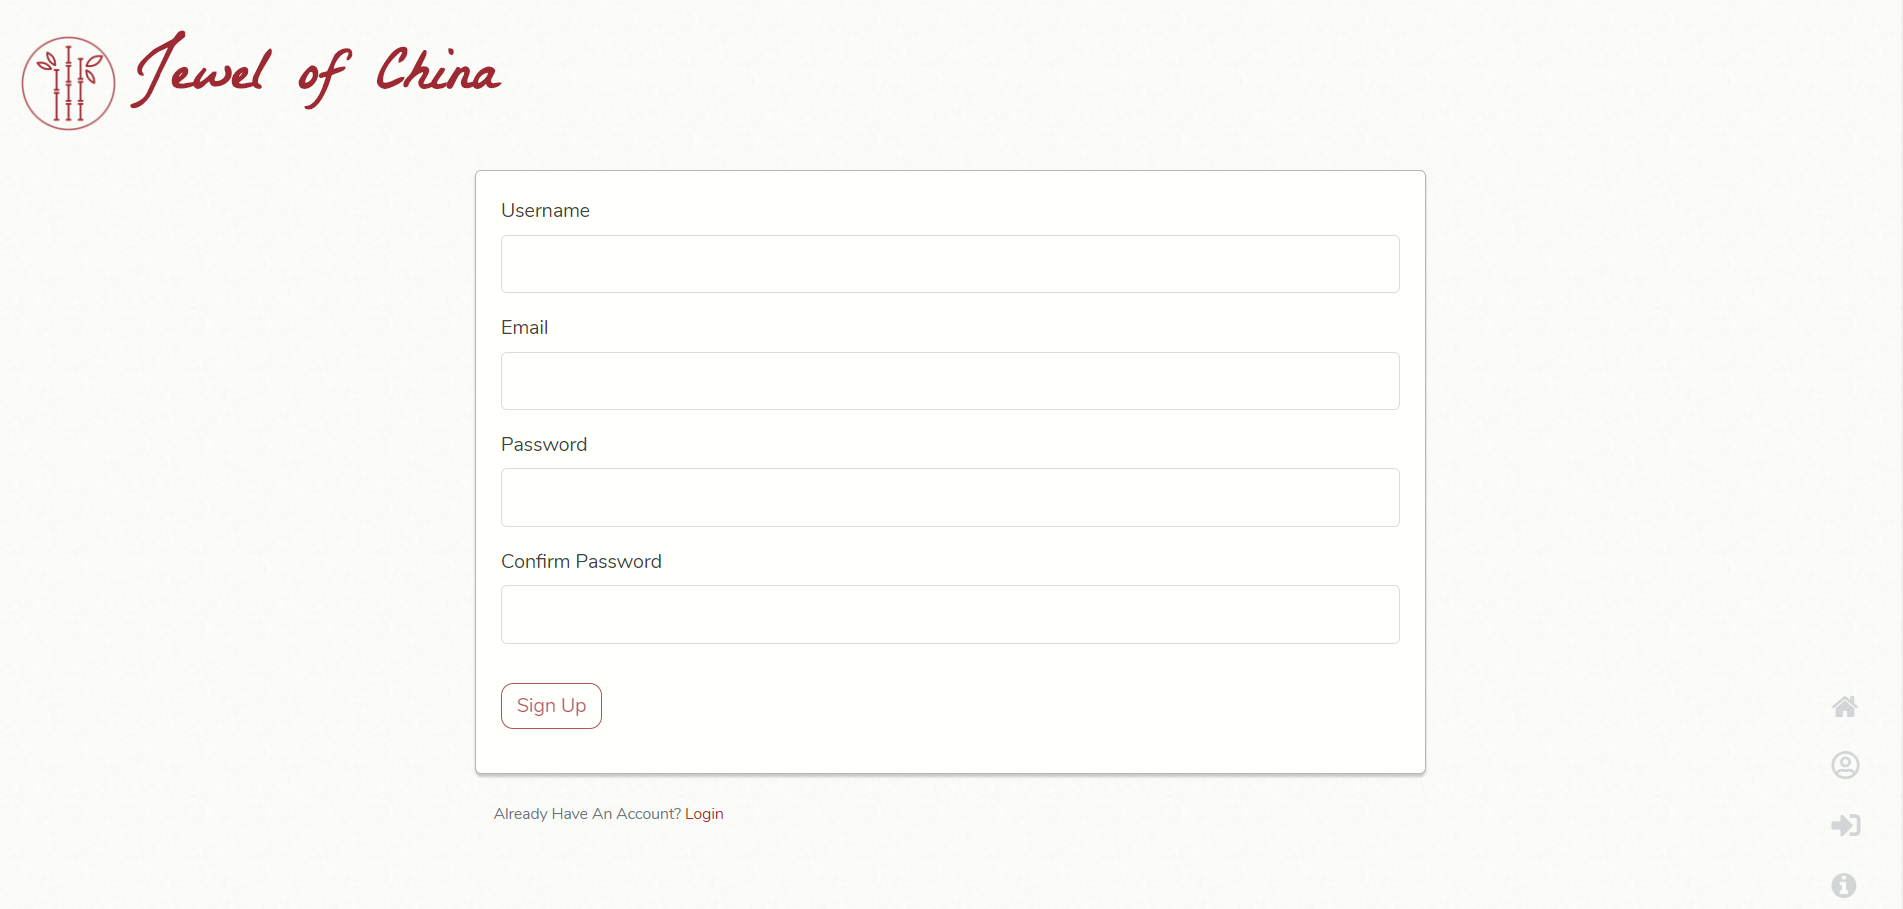 Jewel of China
Username
Email
Password
Confirm Password
Sign Up
Already Have An Account? Login